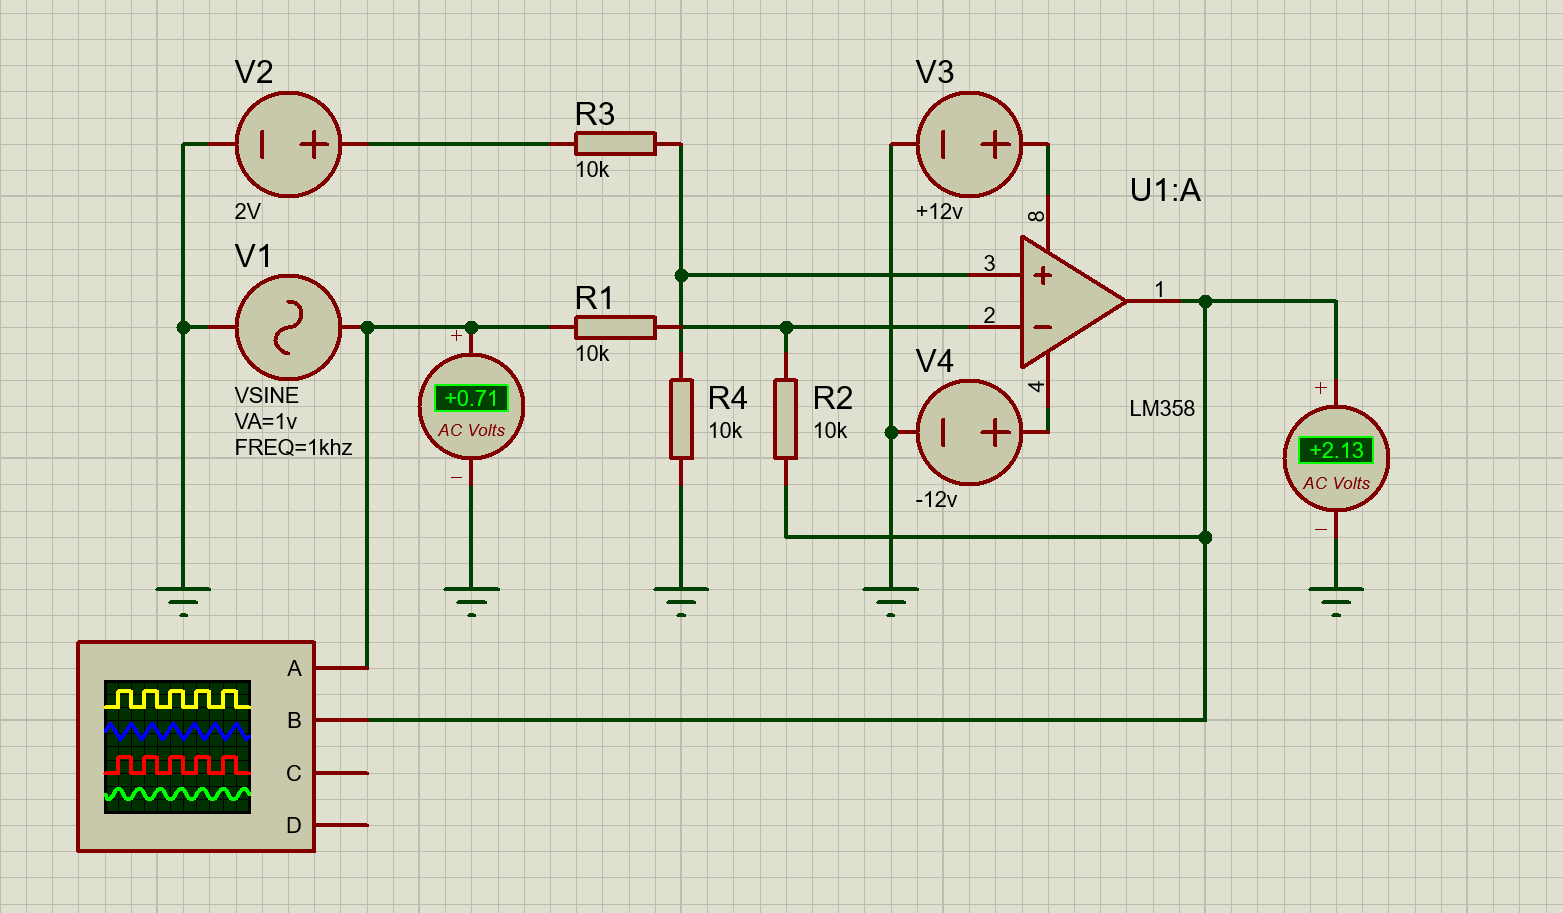 V2
2V
V1
VSINE
VA=1v
FREQ=1khz
+
+0.71
AC Volts
R3
10k
R1
10k
R4
10k
R2
10k
V3
+12v
V4
-12v
8
3
2
4
1
U1:A
LM358
+
+2.13
AC Volts
A
B
C
D